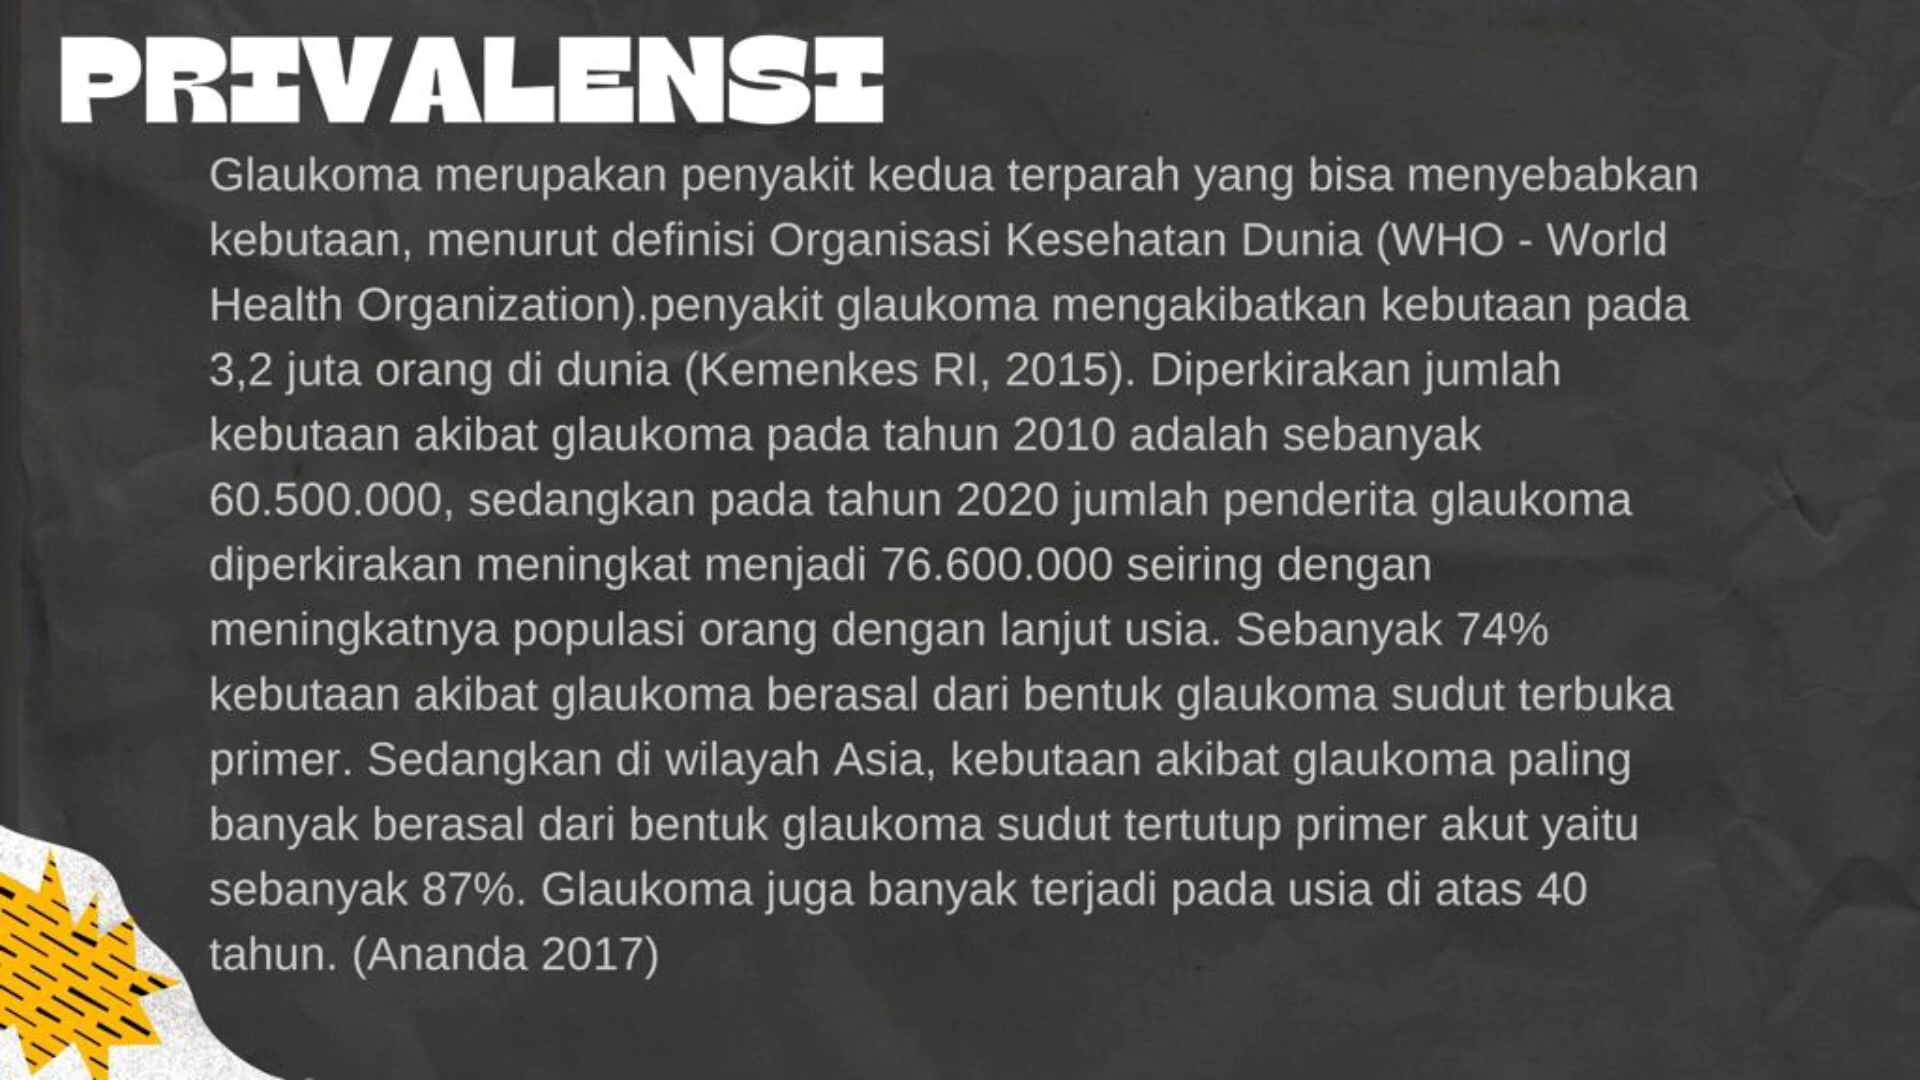 PRIVALENSI
Glaukoma merupakan penyakit kedua terparah yang bisa menyebabkan
kebutaan, menurut definisi Organisasi Kesehatan Dunia (WHO - World
Health Organization).penyakit glaukoma mengakibatkan kebutaan pada
3,2 juta orang di dunia (Kemenkes RI, 2015). Diperkirakan jumlah
kebutaan akibat glaukoma pada tahun 2010 adalah sebanyak
60.500.000, sedangkan pada tahun 2020 jumlah penderita glaukoma
diperkirakan meningkat menjadi 76.600.000 seiring dengan
meningkatnya populasi orang dengan lanjut usia. Sebanyak 74%
kebutaan akibat glaukoma berasal dari bentuk glaukoma sudut terbuka
primer. Sedangkan di wilayah Asia, kebutaan akibat glaukoma paling
banyak berasal dari bentuk glaukoma sudut tertutup primer akut yaitu
sebanyak 87%. Glaukoma juga banyak terjadi pada usia di atas 40
tahun. (Ananda 2017)